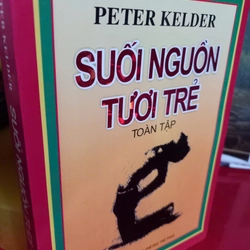 PETER KELDER
SUỐI NGUỒN
TƯƠI TRẺ
TOÀN TẬP